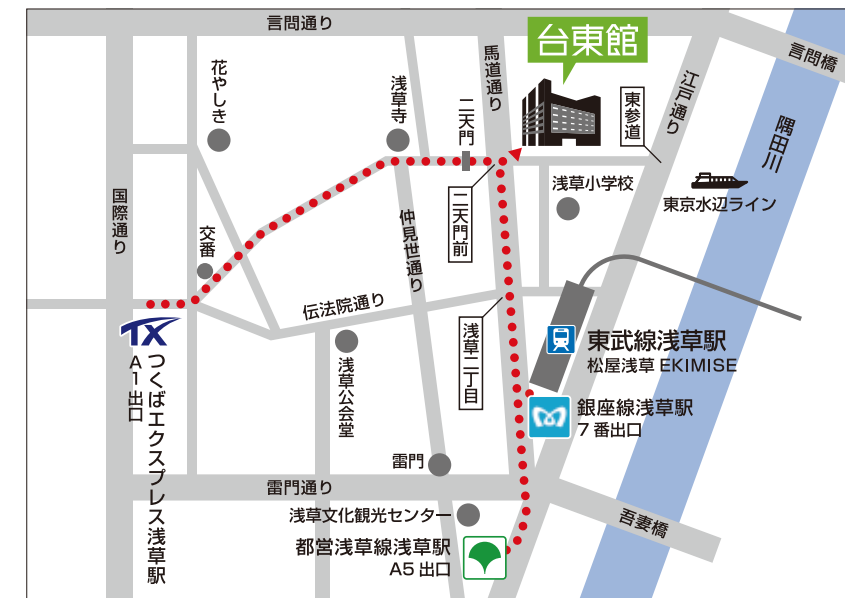 言問通り
台東館
言問橋
馬道通り
江戸通り
花やしき
浅草寺
二天門
東参道
隅田川
浅草小学校
東京水辺ライン
国際通り
交番
二天門前
仲見世通り
伝法院通り
TX
つくばエクスプレス浅草駅
A1出口
浅草公会堂
浅草二丁目
東武線浅草駅
松屋浅草 EKIMISE
銀座線浅草駅
7番出口
雷門
雷門通り
吾妻橋
浅草文化観光センター
都営浅草線浅草駅
A5 出口